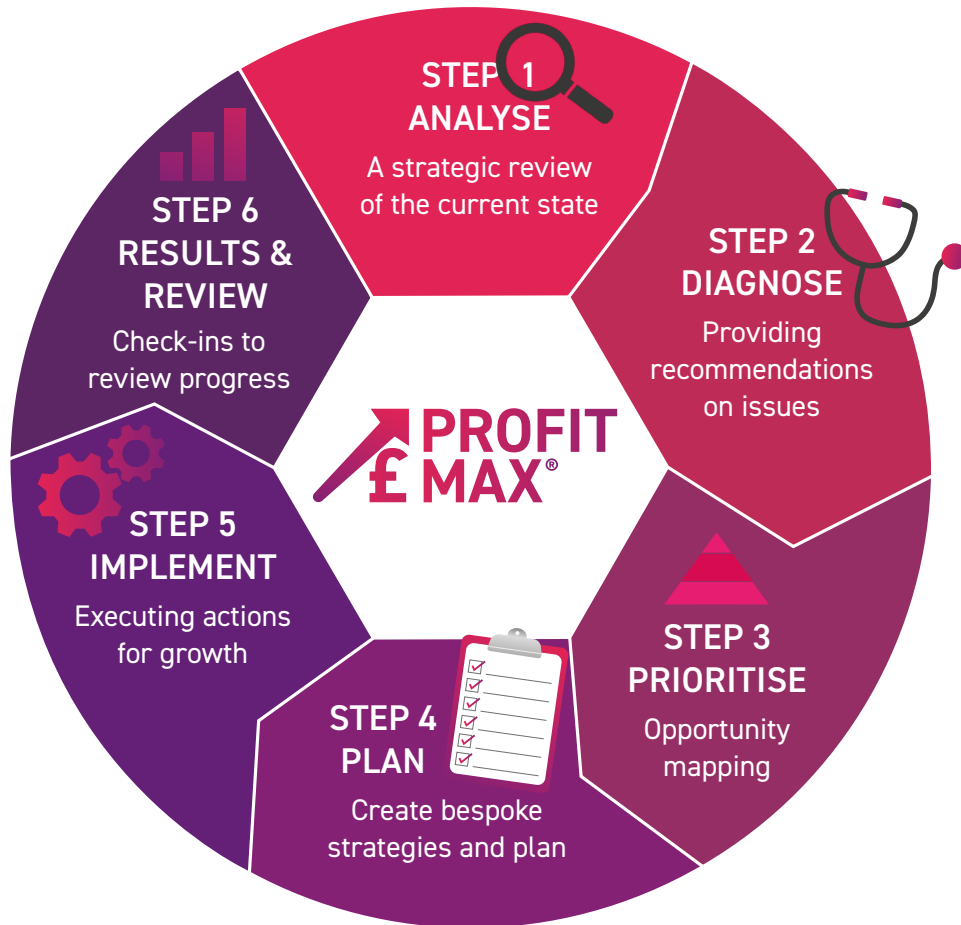 STEP 1
ANALYSE
A strategic review
of the current state
STEP 2
DIAGNOSE
Providing
recommendations
on issues
STEP 3
PRIORITISE
Opportunity
mapping
STEP 4
PLAN
Create bespoke
strategies and plan
STEP 5
IMPLEMENT
Executing actions
for growth
STEP 6
RESULTS &
REVIEW
Check-ins to
review progress
PROFIT
£ MAX®